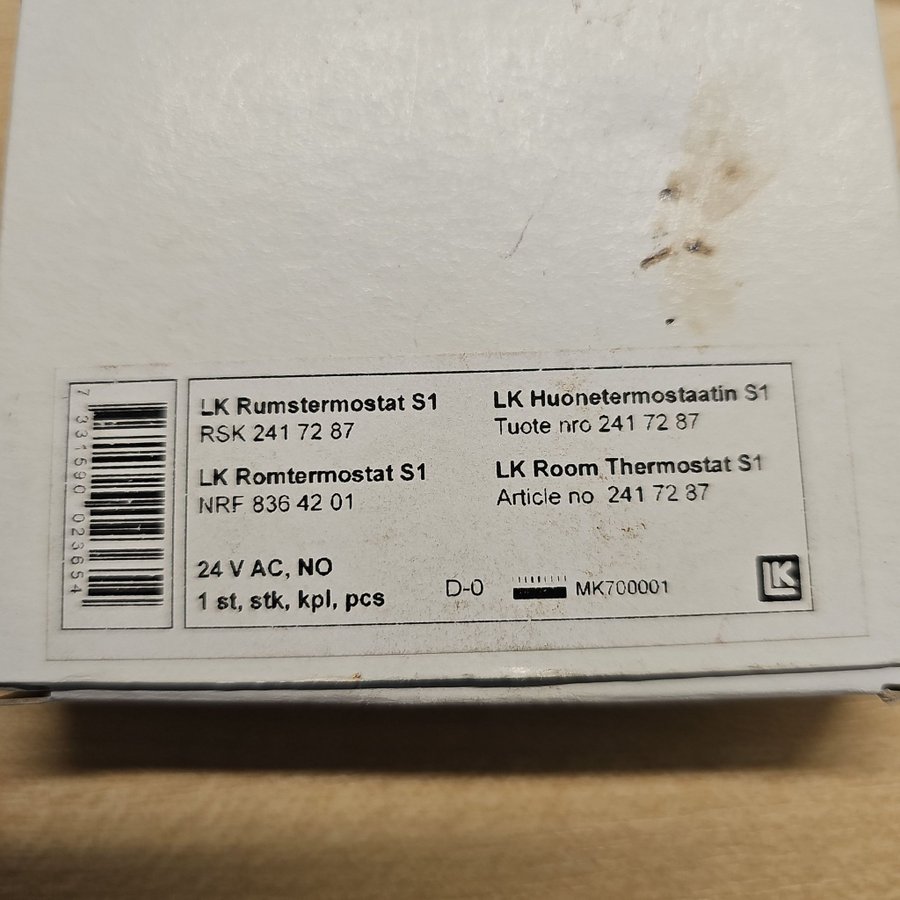 7 331590 023654
LK Rumstermostat S1
RSK 241 72 87
LK Romtermostat S1
NRF 836 42 01
24 V AC, NO
1 st, stk, kpl, pcs
LK Huonetermostaatin S1
Tuote nro 241 72 87
LK Room Thermostat S1
Article no 241 72 87
D-0 MK700001
LK